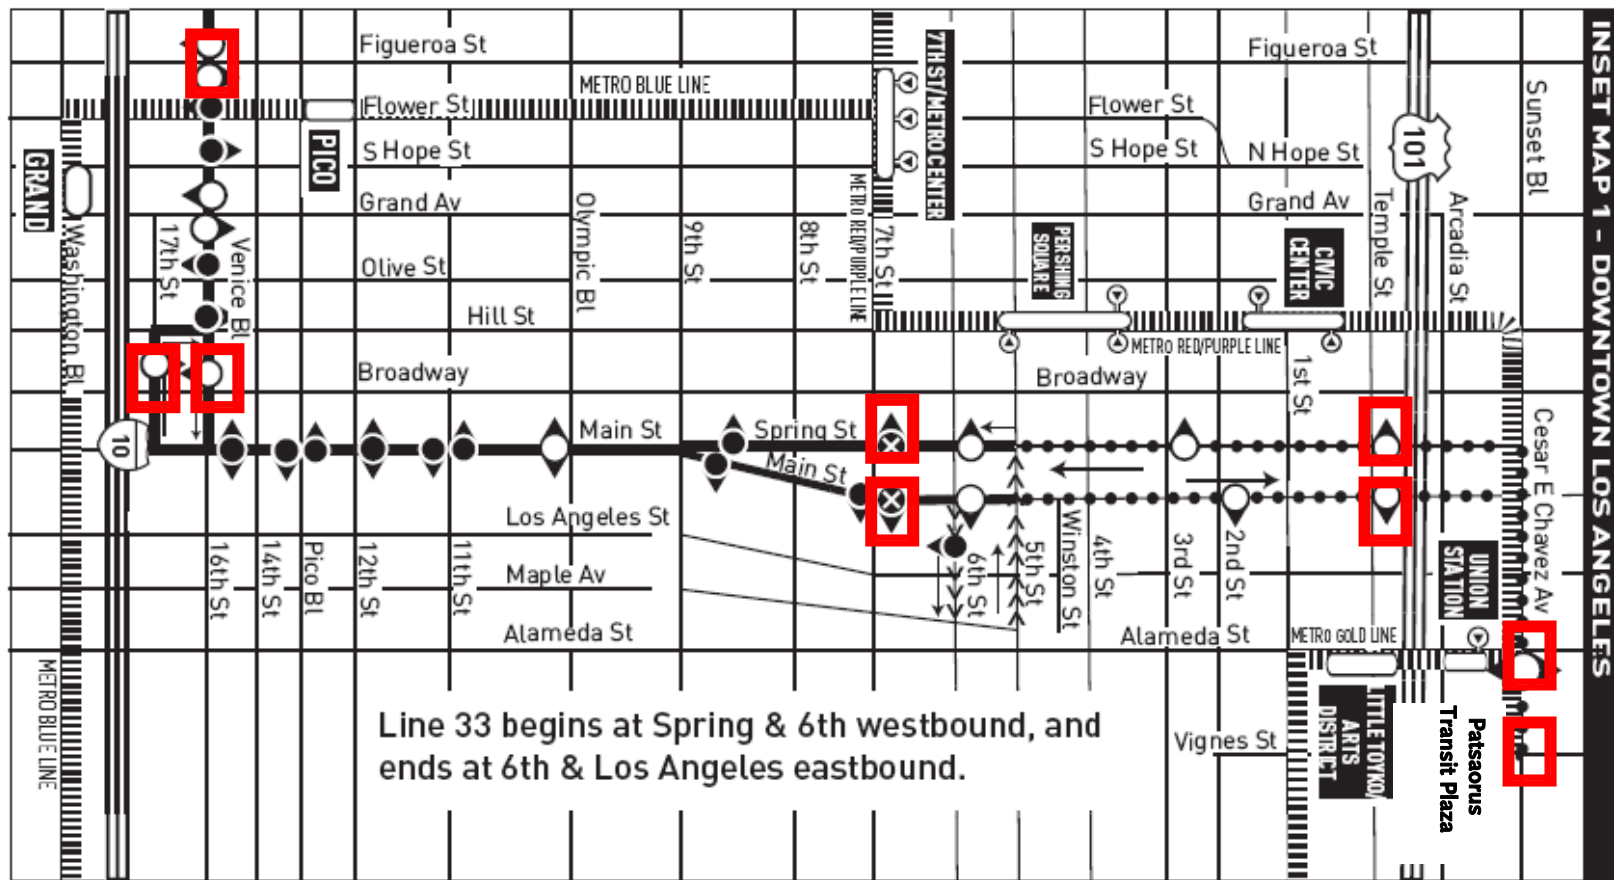 INSET MAP 1 - DOWNTOWN LOS ANGELES
Figueroa St
Figueroa St
METRO BLUE LINE
Flower St
Flower St
S Hope St
S Hope St
N Hope St
Grand Av
Grand Av
Olive St
Hill St
Broadway
Broadway
Main St
Spring St
Main St
Los Angeles St
Maple Av
Alameda St
Alameda St
Vignes St
GRAND
Washington Bl
17th St
Venice Bl
PICO
Olympic Bl
9th St
8th St
METRO RED/PURPLE LINE
7th St
7TH ST/METRO CENTER
PERSHING
SQUARE
CIVIC
CENTER
METRO RED/PURPLE LINE
Temple St
101
Arcadia St
Sunset Bl
1st St
10
16th St
14th St
Pico Bl
12th St
11th St
6th St
5th St
Winston St
4th St
3rd St
2nd St
UNION
STATION
Cesar E Chavez Av
METRO GOLD LINE
LITTLE TOYKO/
ARTS
DISTRICT
Patsaorus
Transit Plaza
METRO BLUE LINE
Line 33 begins at Spring & 6th westbound, and
ends at 6th & Los Angeles eastbound.